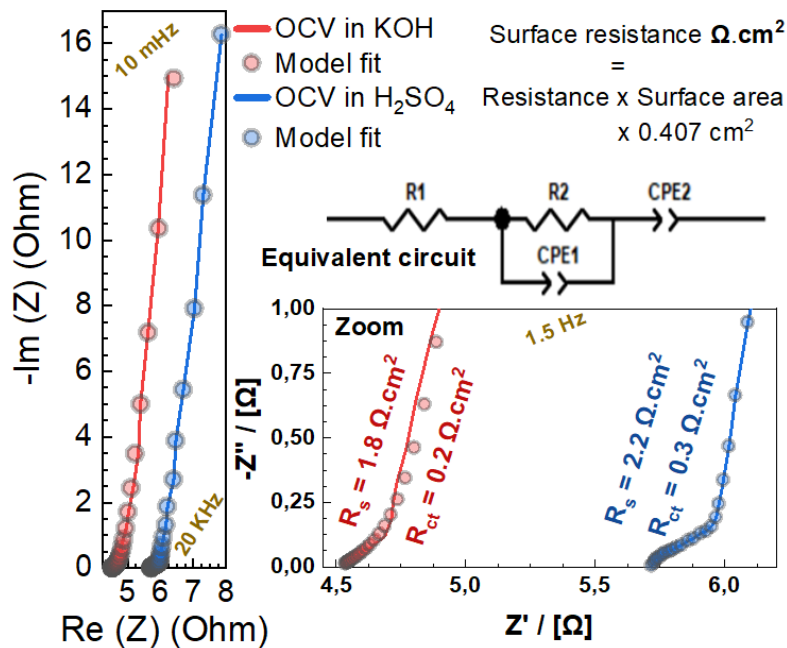 OCV in KOH
Model fit
OCV in H₂SO₄
Model fit
Surface resistance Ω.cm²
=
Resistance x Surface area
x 0.407 cm²
10 mHz
20 KHz
16
14
12
10
8
6
4
2
0
5 6 7 8
-Im (Z) (Ohm)
Re (Z) (Ohm)
R1
R2
CPE2
CPE1
Equivalent circuit
Zoom
1.5 Hz
1,00
0,75
0,50
0,25
0,00
4,5 5,0 5,5 6,0
-Z" / [Ω]
Z' / [Ω]
Rₛ = 1.8 Ω.cm²
R_ct = 0.2 Ω.cm²
Rₛ = 2.2 Ω.cm²
R_ct = 0.3 Ω.cm²